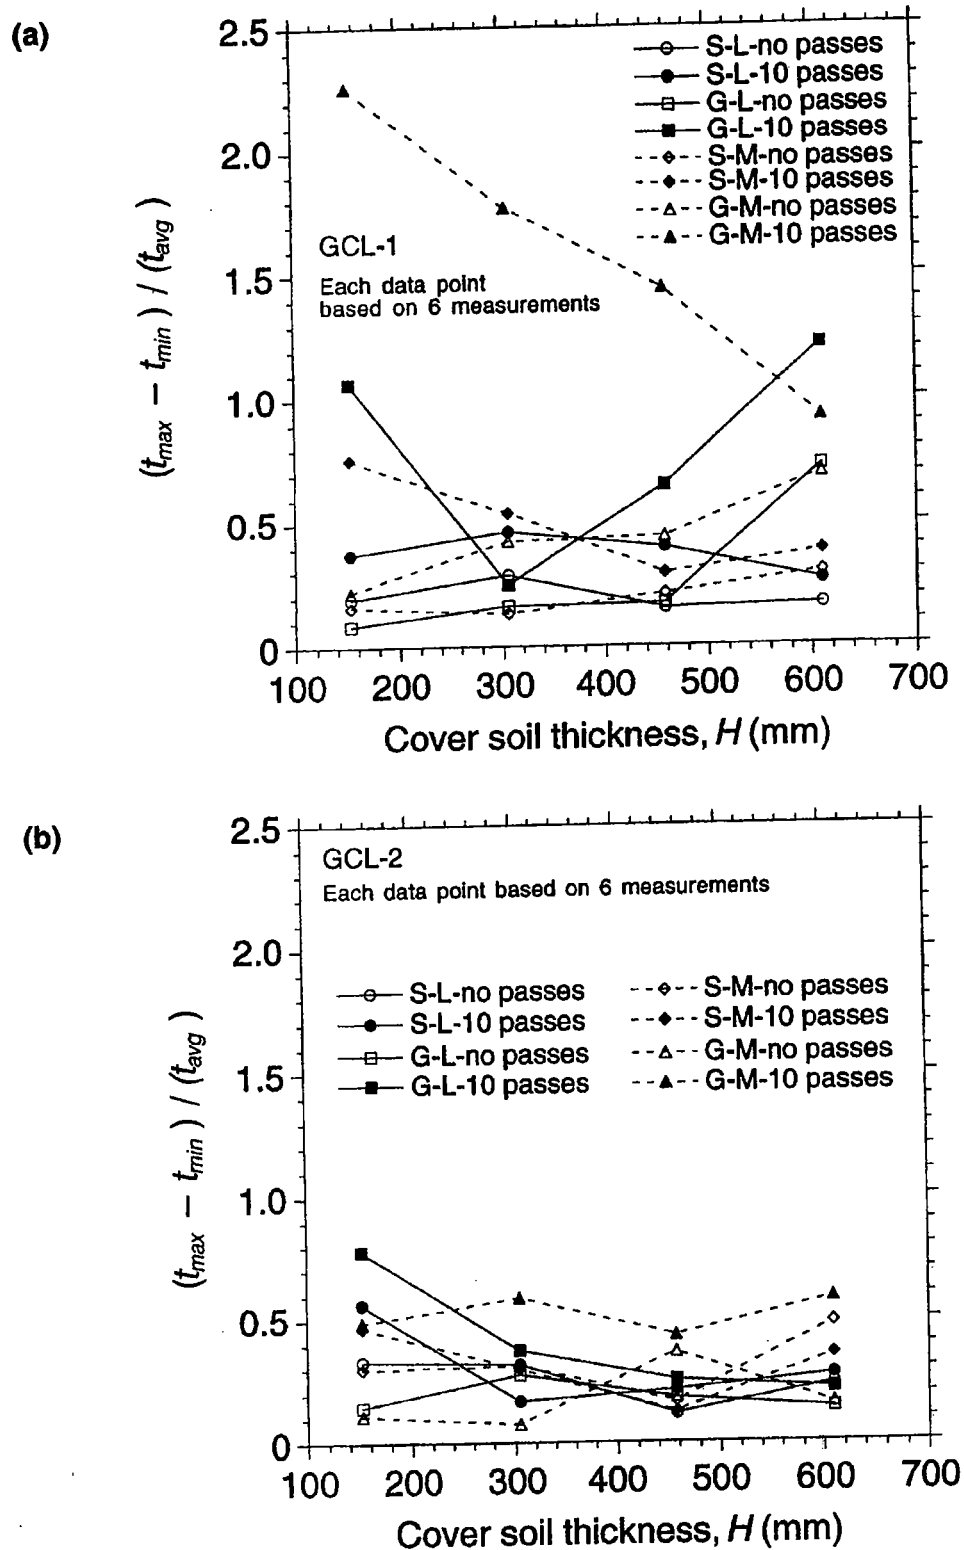 (a)
2.5
2.0
1.5
1.0
0.5
0
(t_max − t_min) / (t_avg)
S-L-no passes
S-L-10 passes
G-L-no passes
G-L-10 passes
S-M-no passes
S-M-10 passes
G-M-no passes
G-M-10 passes
GCL-1
Each data point
based on 6 measurements
100 200 300 400 500 600 700
Cover soil thickness, H (mm)
(b)
2.5
2.0
1.5
1.0
0.5
0
(t_max − t_min) / (t_avg)
GCL-2
Each data point based on 6 measurements
S-L-no passes
S-L-10 passes
G-L-no passes
G-L-10 passes
S-M-no passes
S-M-10 passes
G-M-no passes
G-M-10 passes
100 200 300 400 500 600 700
Cover soil thickness, H (mm)